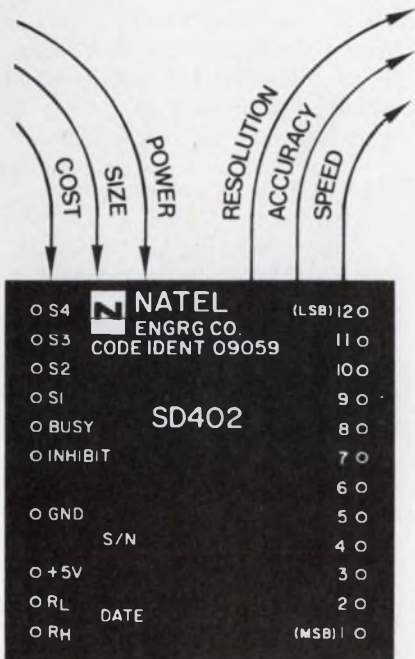 COST
SIZE
POWER
RESOLUTION
ACCURACY
SPEED
N NATEL
ENGRG CO.
CODE IDENT 09059
SD402
S4
S3
S2
S1
BUSY
INHIBIT
GND
S/N
+5V
RL
DATE
RH
(LSB) 12
11
10
9
8
7
6
5
4
3
2
(MSB) 1